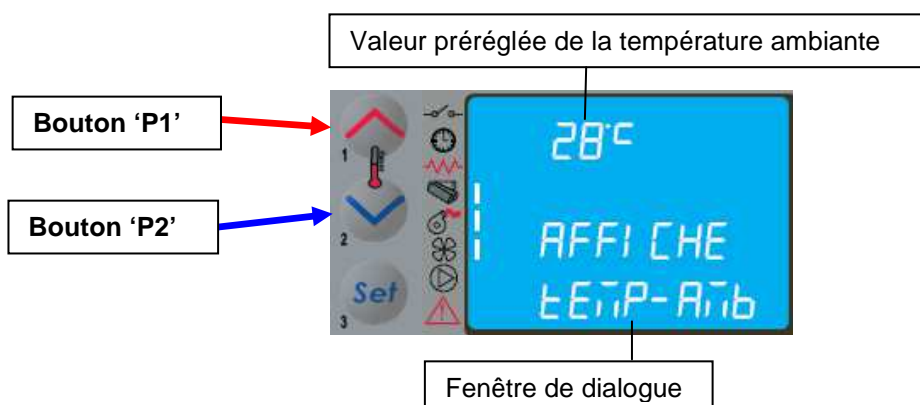 Valeur préréglée de la température ambiante
Bouton ‘P1’
Bouton ‘P2’
1
2
Set
3
28°C
AFFICHE
tEMP-AMb
Fenêtre de dialogue